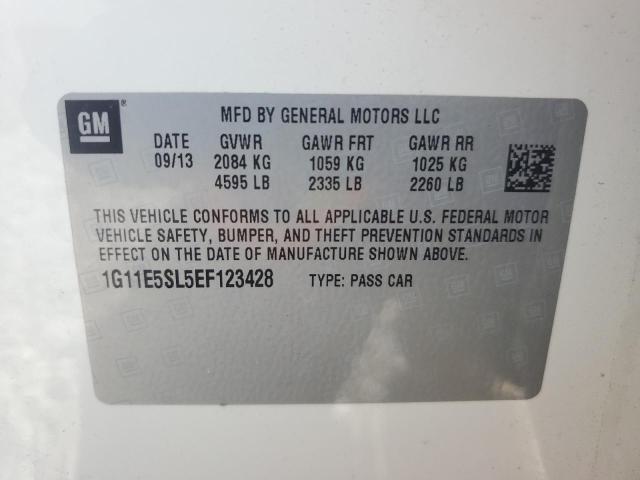 GM®
MFD BY GENERAL MOTORS LLC
DATE GVWR GAWR FRT GAWR RR
09/13 2084 KG 1059 KG 1025 KG
4595 LB 2335 LB 2260 LB
THIS VEHICLE CONFORMS TO ALL APPLICABLE U.S. FEDERAL MOTOR
VEHICLE SAFETY, BUMPER, AND THEFT PREVENTION STANDARDS IN
EFFECT ON THE DATE OF MANUFACTURE SHOWN ABOVE.
1G11E5SL5EF123428 TYPE: PASS CAR